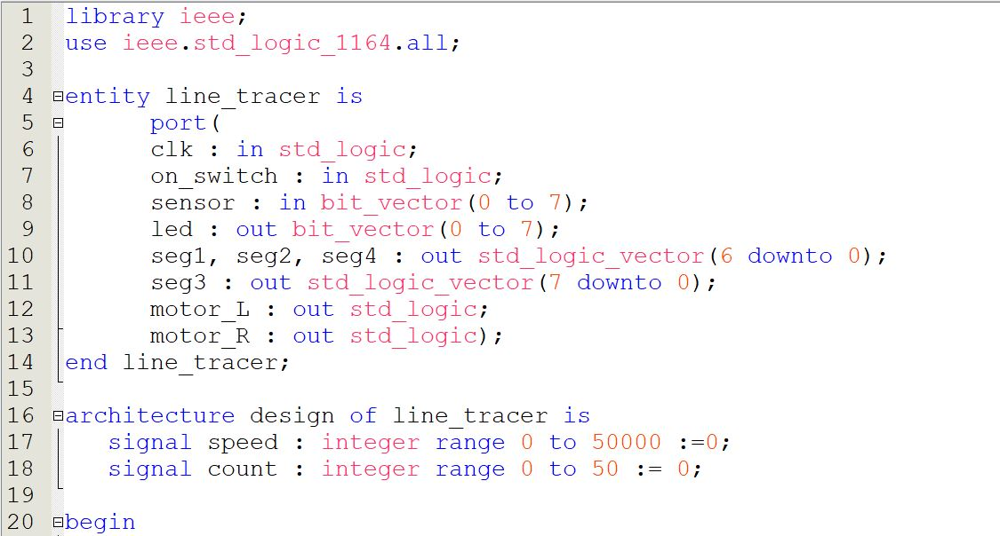 1 library ieee;
2 use ieee.std_logic_1164.all;
3
4 entity line_tracer is
5 port(
6 clk : in std_logic;
7 on_switch : in std_logic;
8 sensor : in bit_vector(0 to 7);
9 led : out bit_vector(0 to 7);
10 seg1, seg2, seg4 : out std_logic_vector(6 downto 0);
11 seg3 : out std_logic_vector(7 downto 0);
12 motor_L : out std_logic;
13 motor_R : out std_logic);
14 end line_tracer;
15
16 architecture design of line_tracer is
17 signal speed : integer range 0 to 50000 :=0;
18 signal count : integer range 0 to 50 := 0;
19
20 begin